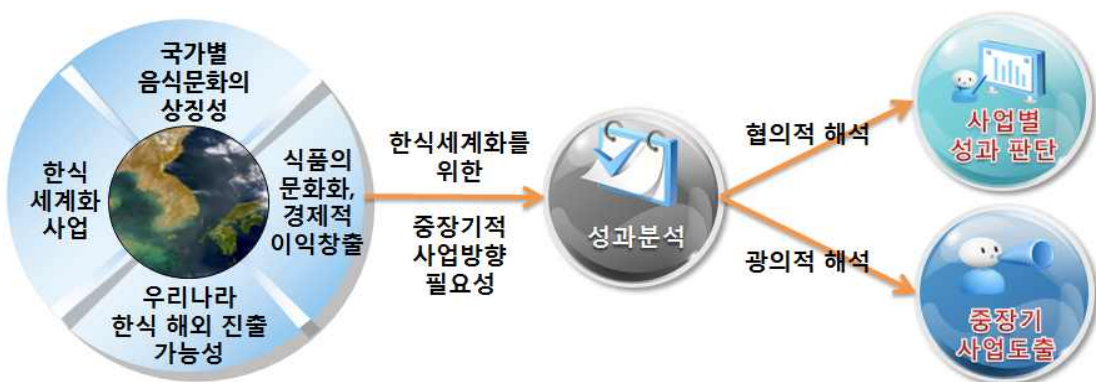 국가별
음식문화의
상징성
한식
세계화
사업
식품의
문화화,
경제적
이익창출
우리나라
한식 해외 진출
가능성
한식세계화를
위한
중장기적
사업방향
필요성
성과분석
협의적 해석
광의적 해석
사업별
성과 판단
중장기
사업도출